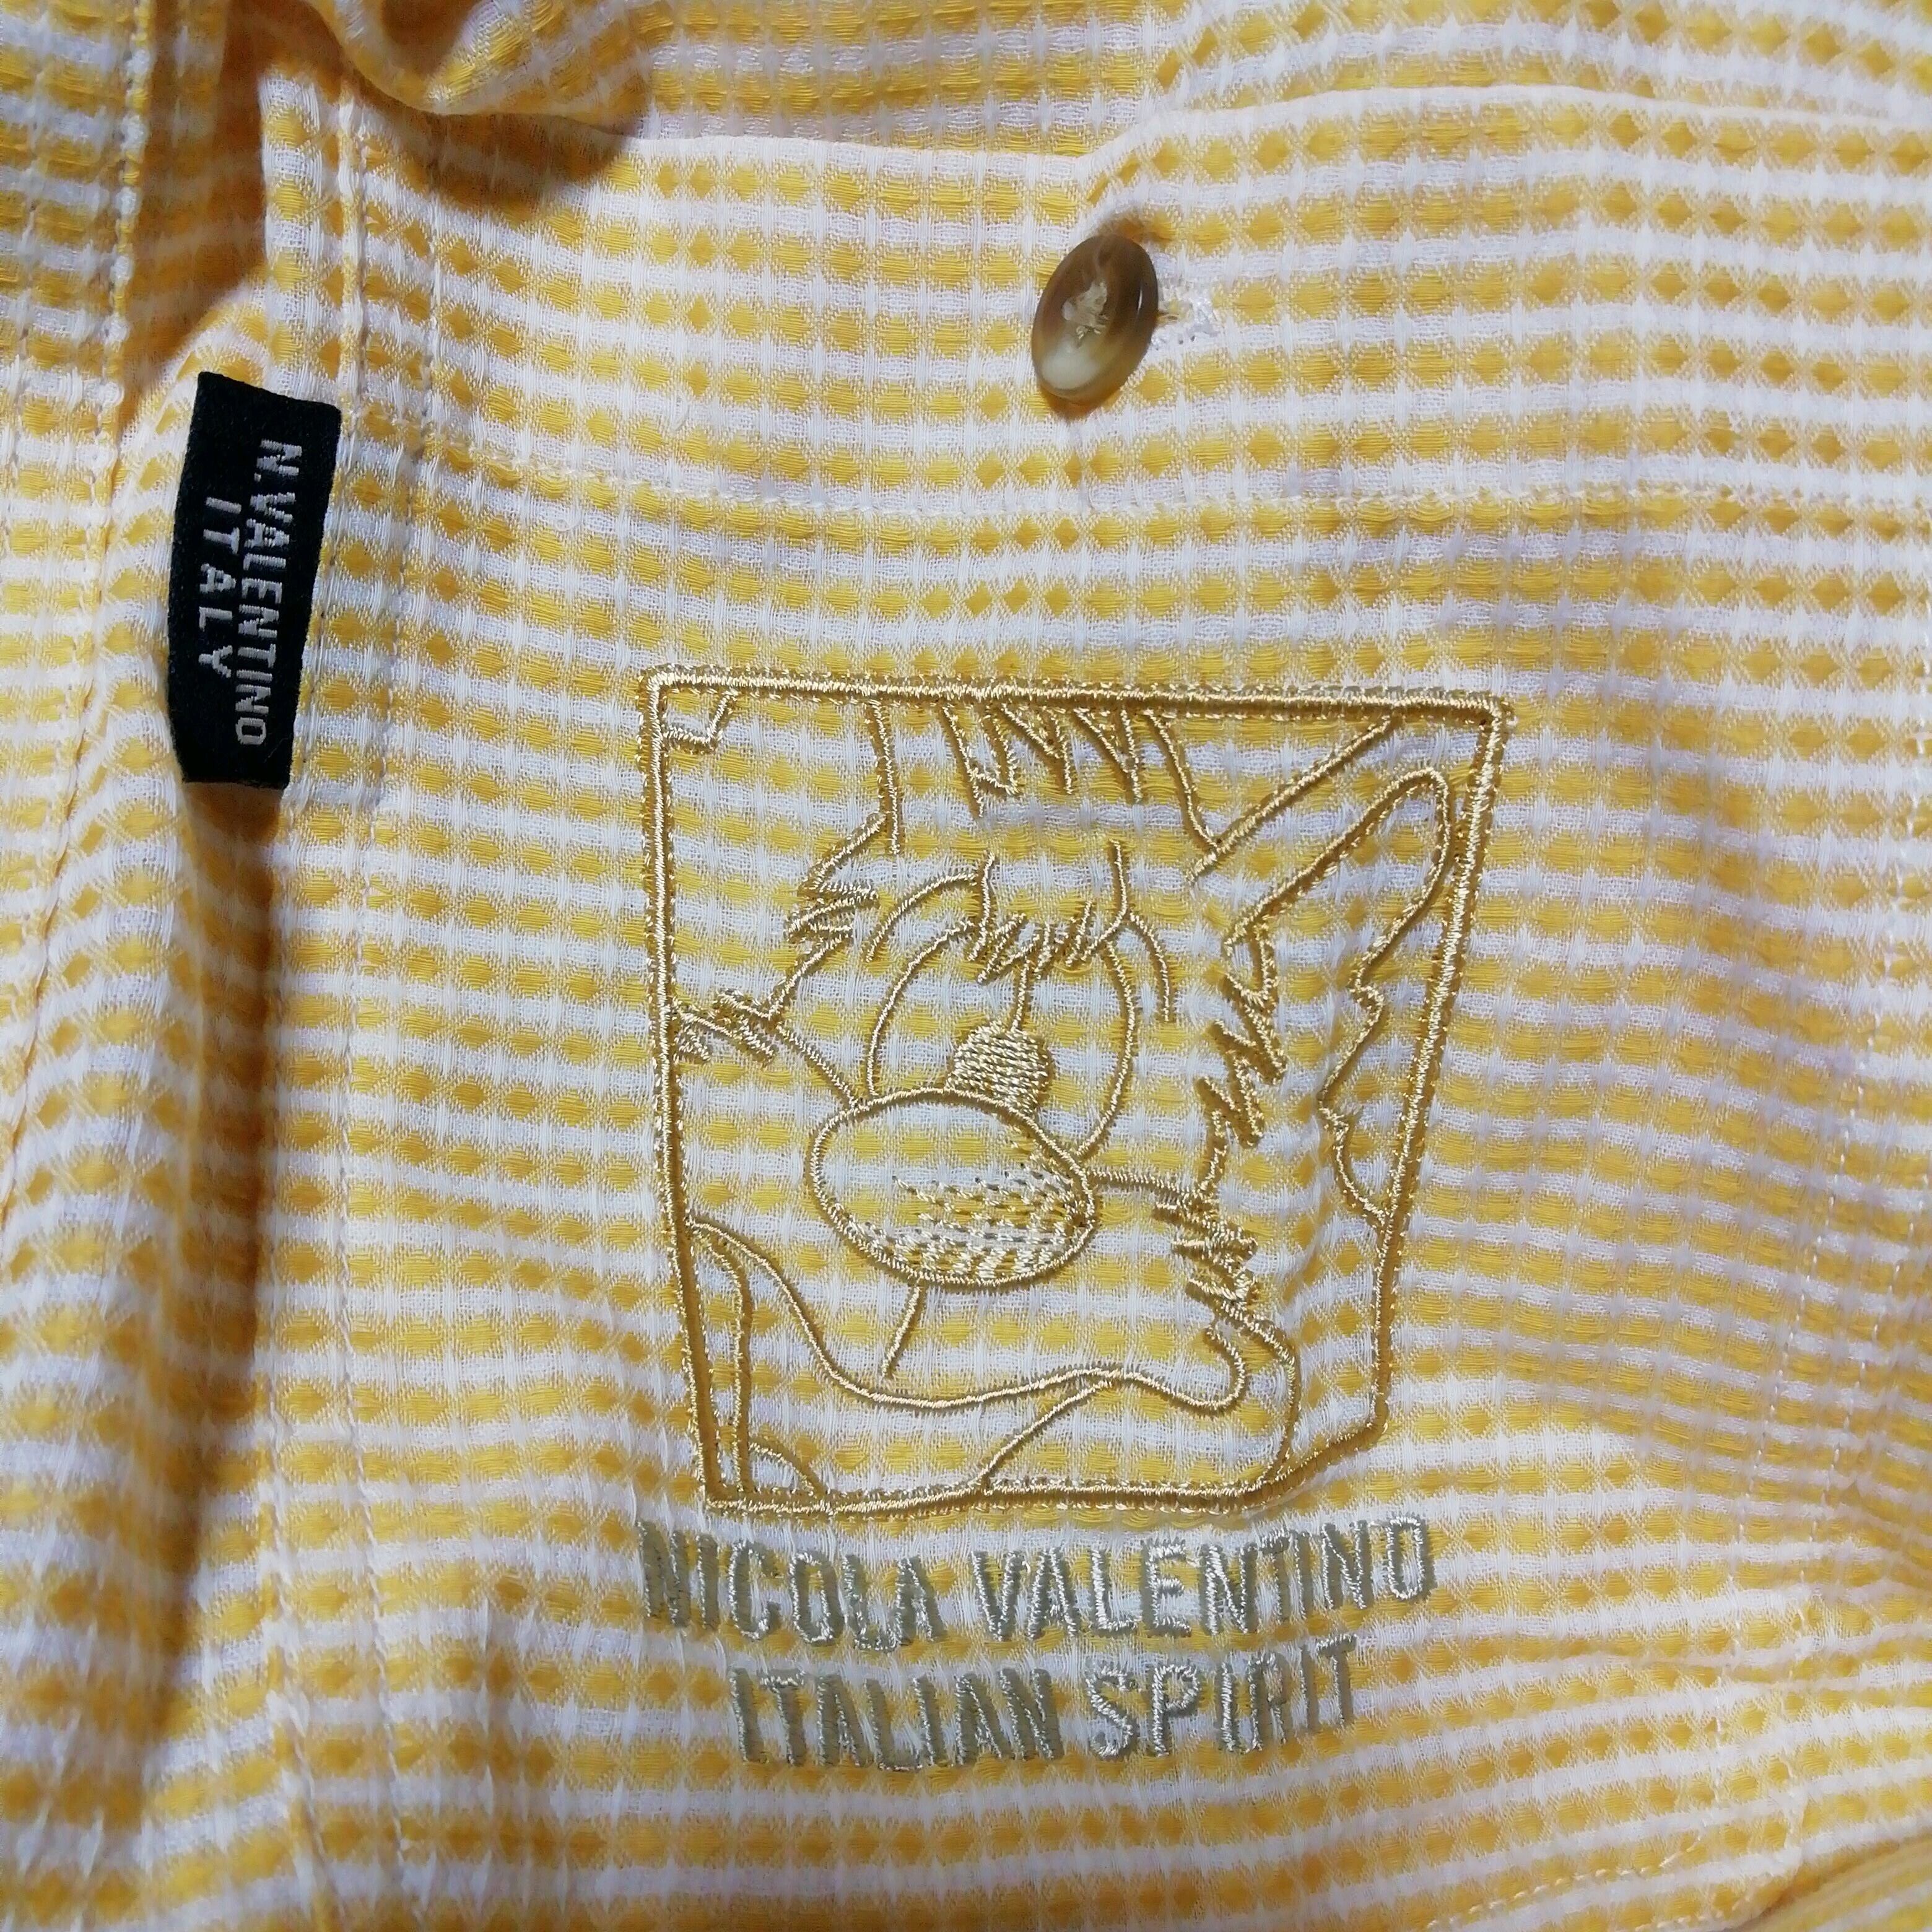 N.VALENTINO
ITALY
NICOLA VALENTINO
ITALIAN SPIRIT